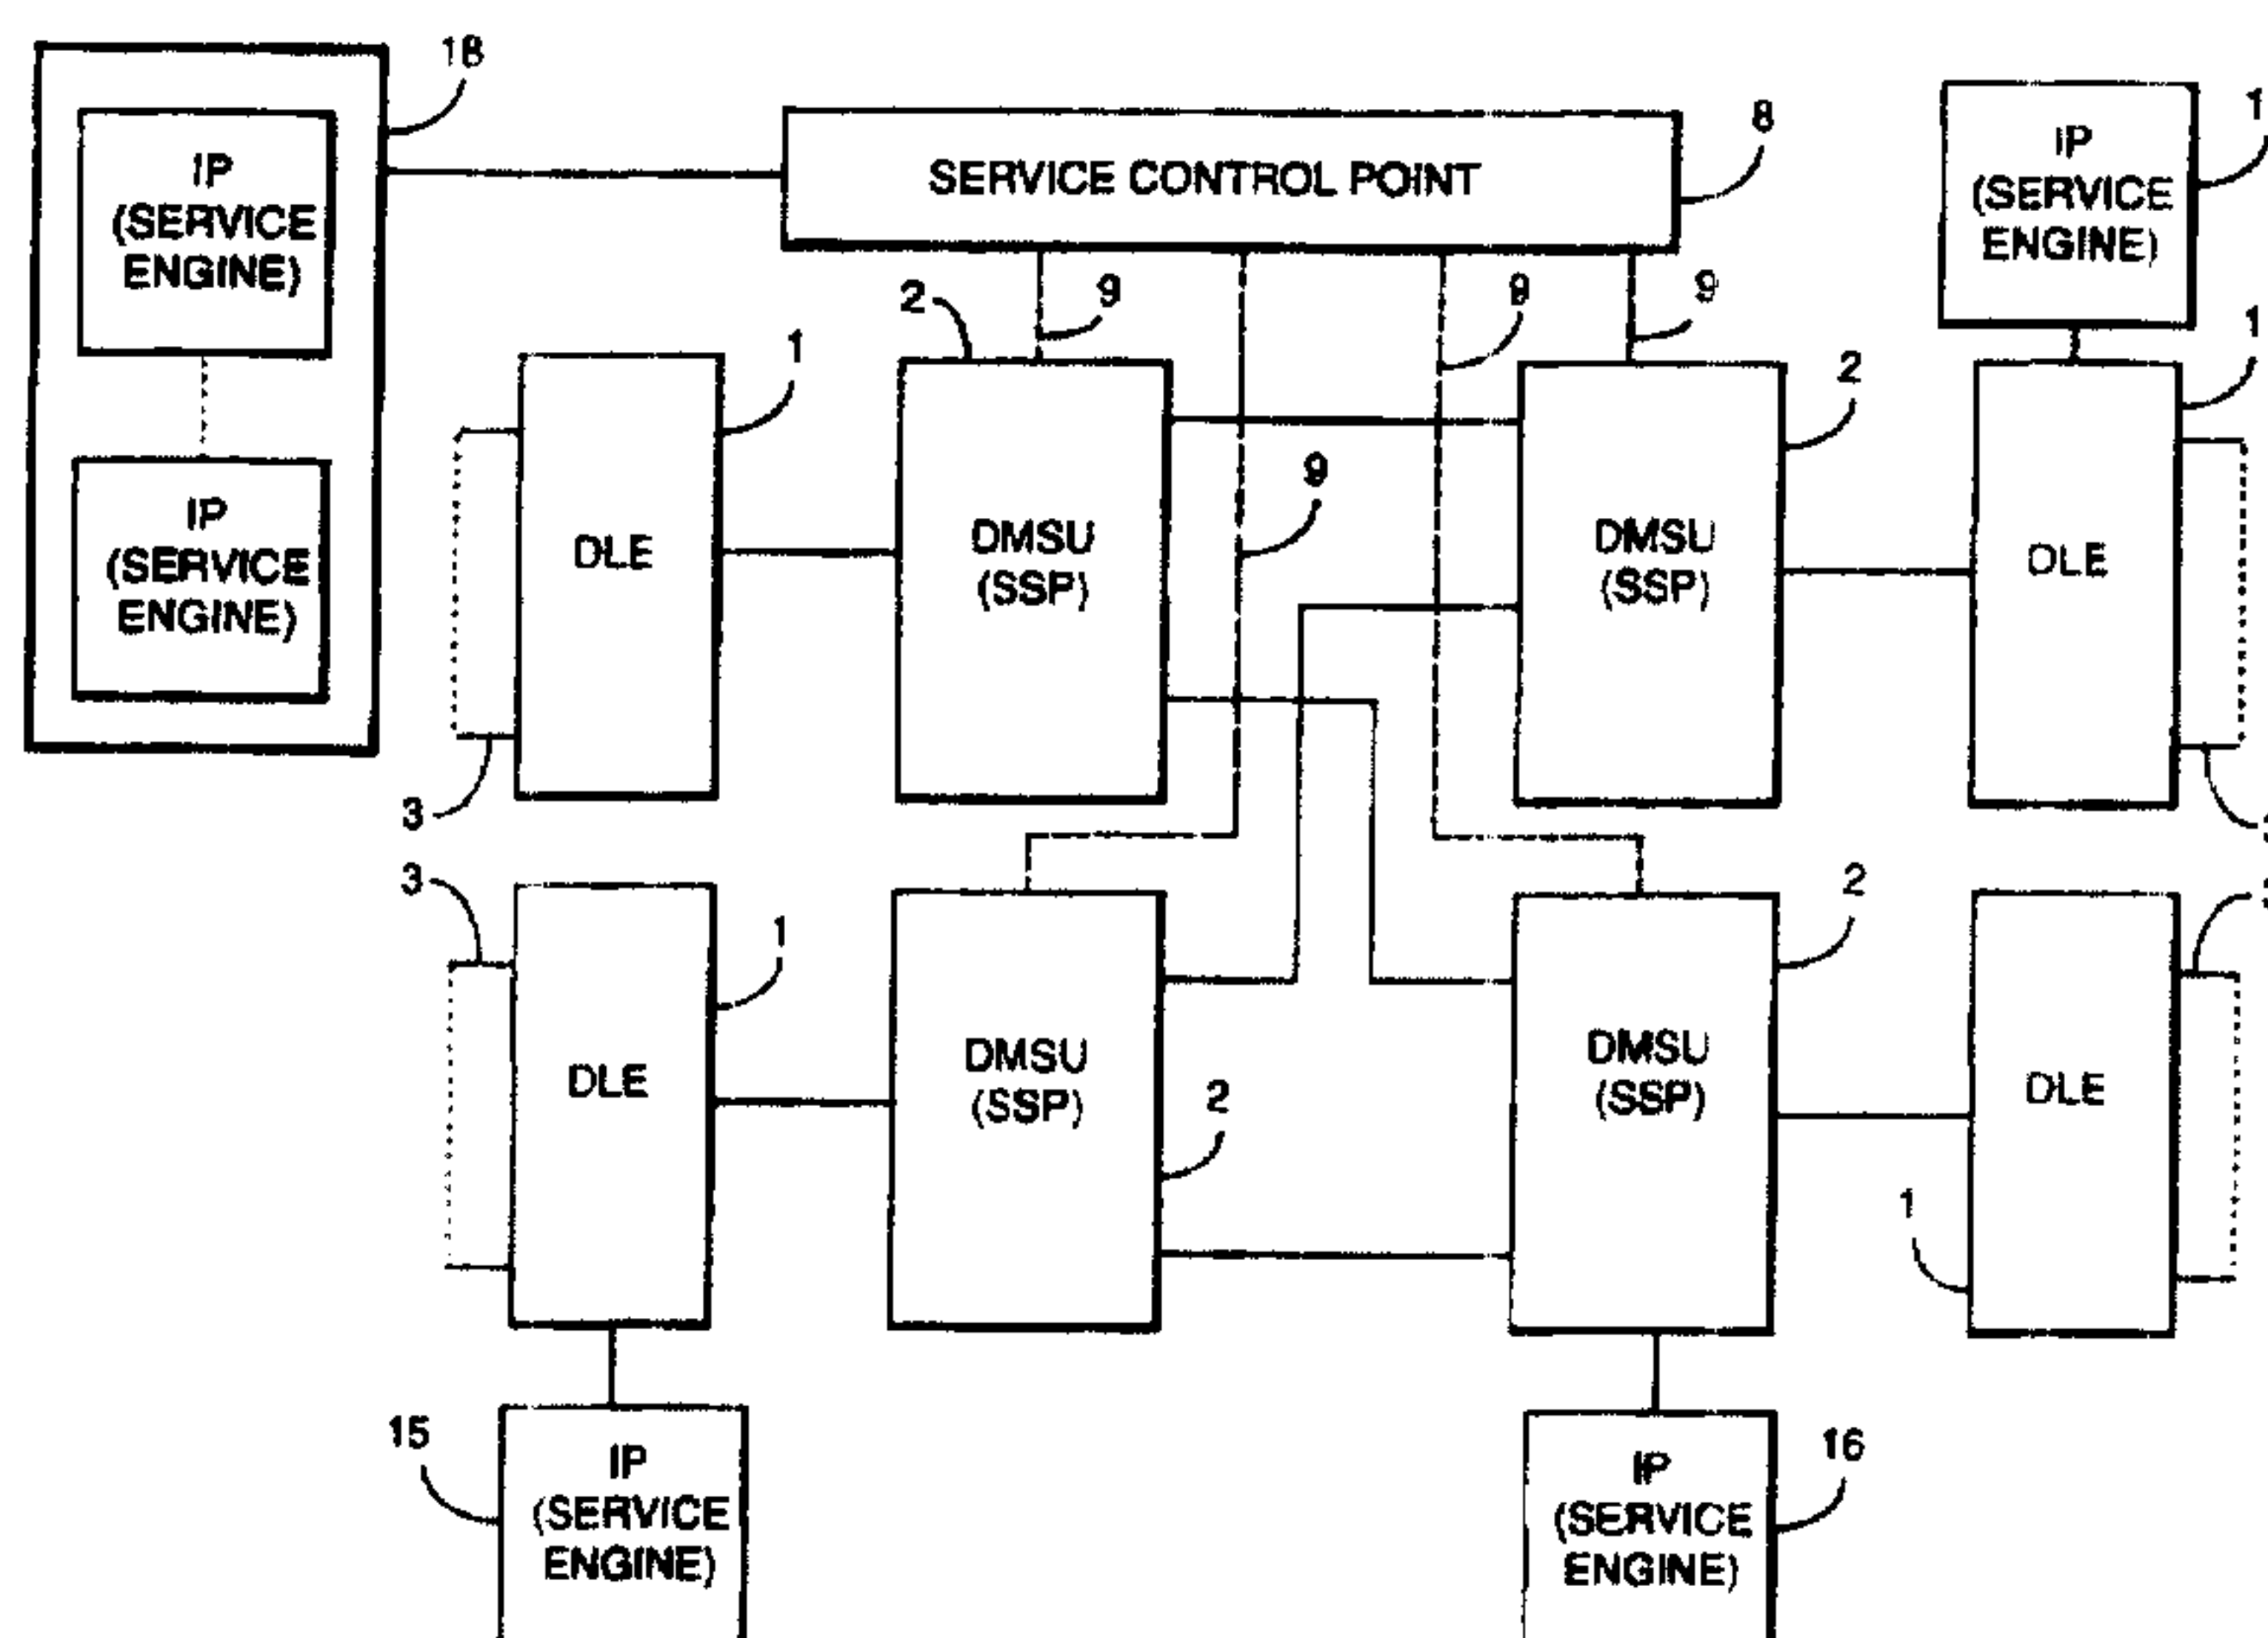 18
IP
(SERVICE
ENGINE)
IP
(SERVICE
ENGINE)
SERVICE CONTROL POINT
8
IP
(SERVICE
ENGINE)
1
1
2
9
9
9
9
1
2
DLE
DMSU
(SSP)
DMSU
(SSP)
DLE
3
3
1
2
DLE
DMSU
(SSP)
2
DMSU
(SSP)
DLE
1
15
IP
(SERVICE
ENGINE)
IP
(SERVICE
ENGINE)
16